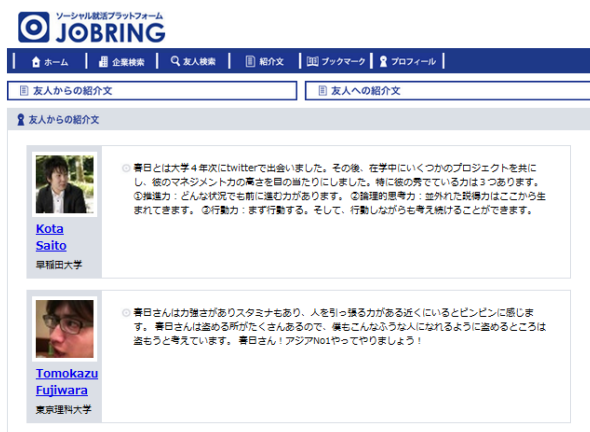 ソーシャル就活プラットフォーム
JOBRING
ホーム 企業検索 友人検索 紹介文 ブックマーク プロフィール
友人からの紹介文 友人への紹介文
友人からの紹介文
春日とは大学４年次にtwitterで出会いました。その後、在学中にいくつかのプロジェクトを共に
し、彼のマネジメント力の高さを目の当たりにしました。特に彼の秀でている力は３つあります。
①推進力：どんな状況でも前に進む力があります。 ②論理的思考力：並外れた説得力はここから生
まれてきます。 ③行動力：まず行動する。そして、行動しながらも考え続けることができます。
Kota
Saito
早稲田大学
春日さんは力強さがありスタミナもあり、人を引っ張る力がある近くにいるとビンビンに感じま
す。 春日さんは盗める所がたくさんあるので、僕もこんなふうな人になれるように盗めるところは
盗もうと考えています。 春日さん！アジアNo1やってやりましょう！
Tomokazu
Fujiwara
東京理科大学